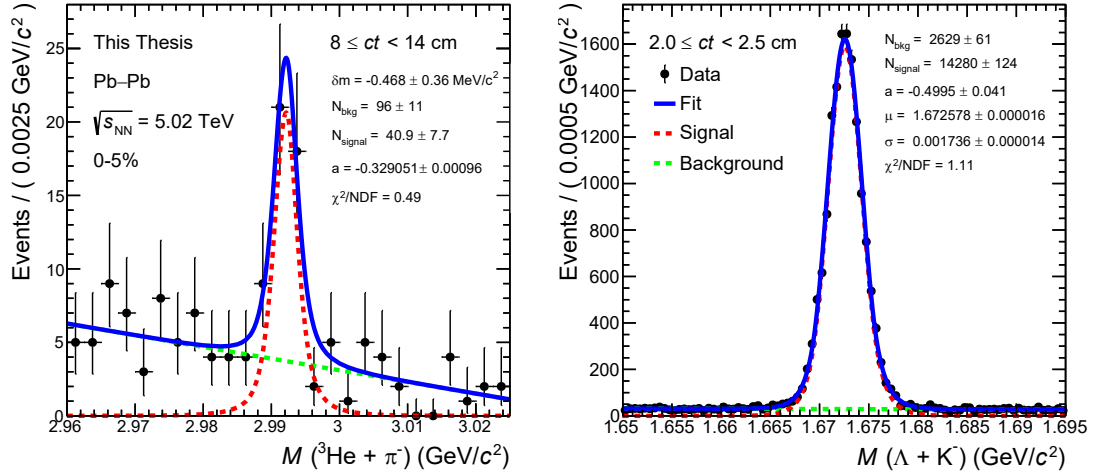 Events / ( 0.0025 GeV/c² )
25
20
15
10
5
0
This Thesis
Pb–Pb
√sNN = 5.02 TeV
0-5%
8 ≤ ct < 14 cm
δm = -0.468 ± 0.36 MeV/c²
Nbkg = 96 ± 11
Nsignal = 40.9 ± 7.7
a = -0.329051 ± 0.00096
χ²/NDF = 0.49
2.96 2.97 2.98 2.99 3 3.01 3.02
M (³He + π⁻) (GeV/c²)
Events / ( 0.0005 GeV/c² )
1600
1400
1200
1000
800
600
400
200
0
2.0 ≤ ct < 2.5 cm
Data
Fit
Signal
Background
Nbkg = 2629 ± 61
Nsignal = 14280 ± 124
a = -0.4995 ± 0.041
μ = 1.672578 ± 0.000016
σ = 0.001736 ± 0.000014
χ²/NDF = 1.11
1.650 1.655 1.660 1.665 1.670 1.675 1.680 1.685 1.690 1.695
M (Λ + K⁻) (GeV/c²)